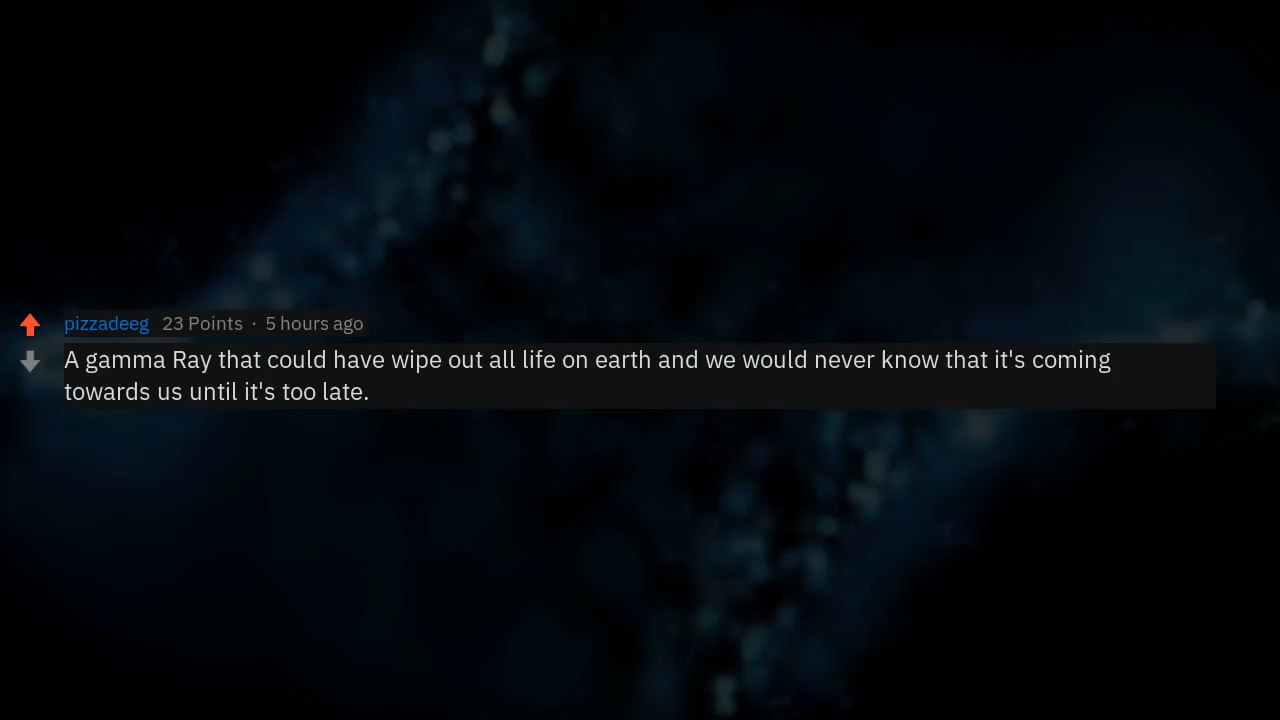 pizzadeeg 23 Points · 5 hours ago
A gamma Ray that could have wipe out all life on earth and we would never know that it's coming
towards us until it's too late.